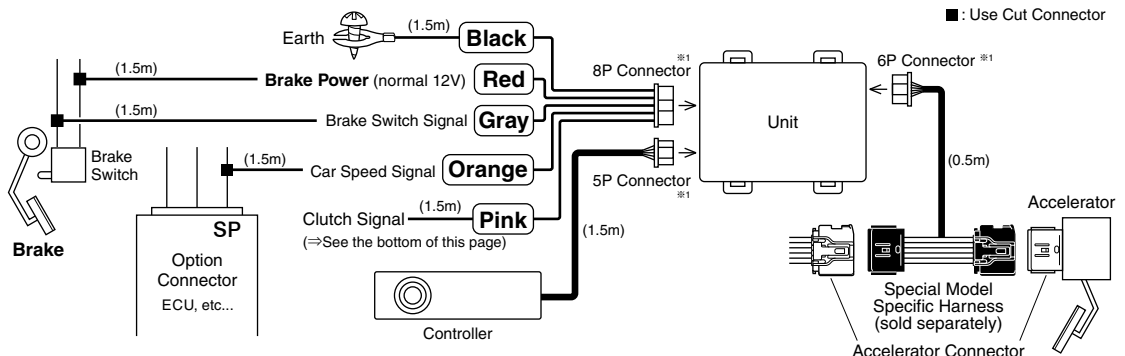 ■ : Use Cut Connector
Earth
(1.5m)
Black
(1.5m)
Brake Power (normal 12V)
Red
(1.5m)
Brake Switch Signal
Gray
Brake
Switch
Brake
(1.5m)
Car Speed Signal
Orange
Clutch Signal
(1.5m)
Pink
(⇒See the bottom of this page)
SP
Option
Connector
ECU, etc...
Controller
(1.5m)
※1
8P Connector
5P Connector
※1
Unit
6P Connector ※1
(0.5m)
Accelerator
Special Model
Specific Harness
(sold separately)
Accelerator Connector